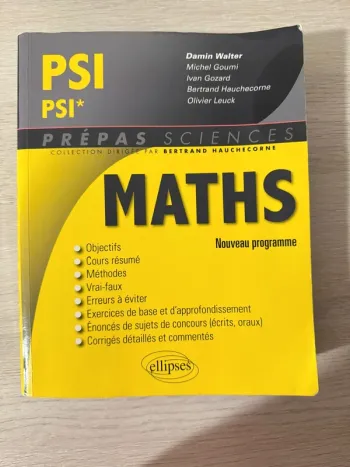 PSI
PSI*
Damin Walter
Michel Goumi
Ivan Gozard
Bertrand Hauchecorne
Olivier Leuck
PRÉPAS SCIENCES
COLLECTION DIRIGÉE PAR BERTRAND HAUCHECORNE
MATHS
Nouveau programme
Objectifs
Cours résumé
Méthodes
Vrai-faux
Erreurs à éviter
Exercices de base et d'approfondissement
Énoncés de sujets de concours (écrits, oraux)
Corrigés détaillés et commentés
ellipses